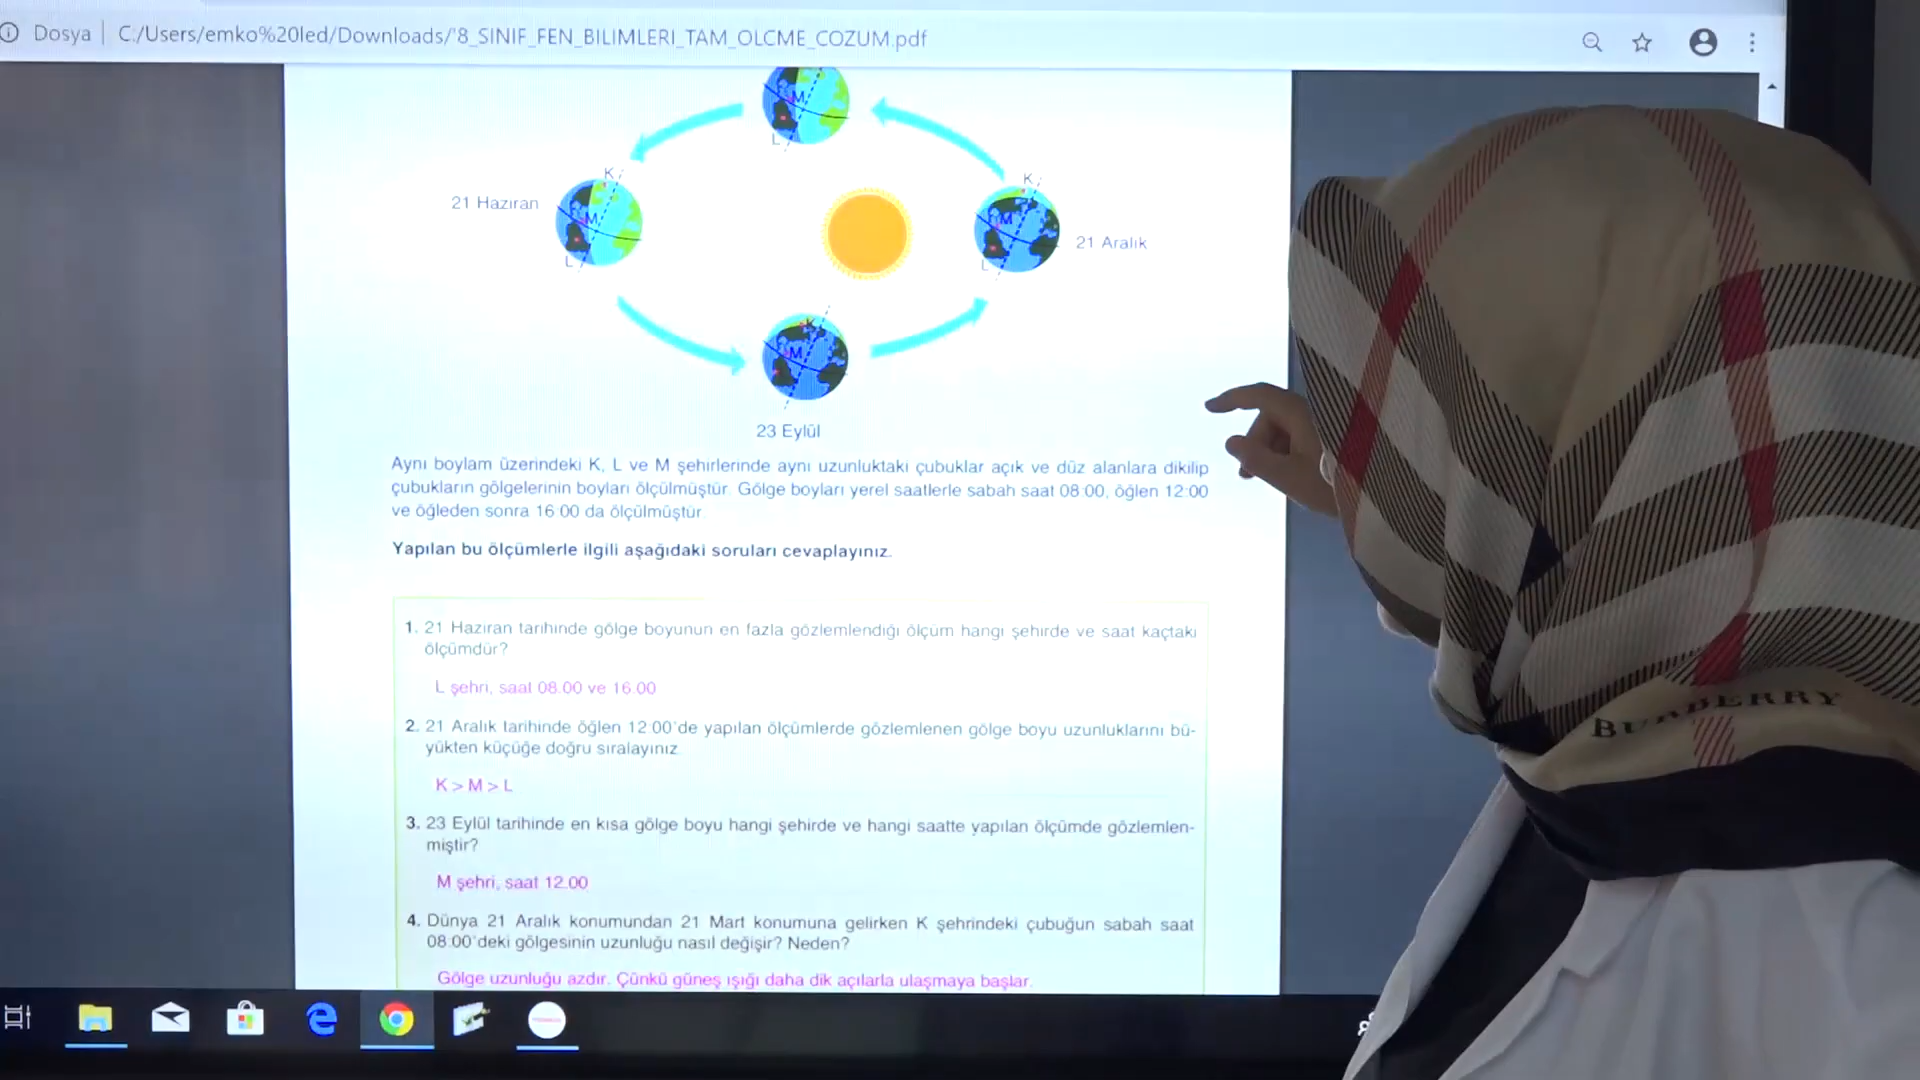 Dosya
C:/Users/emko%20led/Downloads/'8_SINIF_FEN_BILIMLERI_TAM_OLCME_COZUM.pdf
M
L
K
21 Haziran
M
L
K
M
L
21 Aralık
K
M
23 Eylül
Aynı boylam üzerindeki K, L ve M şehirlerinde aynı uzunluktaki çubuklar açık ve düz alanlara dikilip
çubukların gölgelerinin boyları ölçülmüştür. Gölge boyları yerel saatlerle sabah saat 08:00, öğlen 12:00
ve öğleden sonra 16:00 da ölçülmüştür.
Yapılan bu ölçümlerle ilgili aşağıdaki soruları cevaplayınız.
1. 21 Haziran tarihinde gölge boyunun en fazla gözlemlendiği ölçüm hangi şehirde ve saat kaçtaki
ölçümdür?
L şehri, saat 08.00 ve 16.00
2. 21 Aralık tarihinde öğlen 12:00'de yapılan ölçümlerde gözlemlenen gölge boyu uzunluklarını bü-
yükten küçüğe doğru sıralayınız.
K > M > L
3. 23 Eylül tarihinde en kısa gölge boyu hangi şehirde ve hangi saatte yapılan ölçümde gözlemlen-
miştir?
M şehri, saat 12.00
4. Dünya 21 Aralık konumundan 21 Mart konumuna gelirken K şehrindeki çubuğun sabah saat
08:00'deki gölgesinin uzunluğu nasıl değişir? Neden?
Gölge uzunluğu azdır. Çünkü güneş ışığı daha dik açılarla ulaşmaya başlar.
BURBERRY